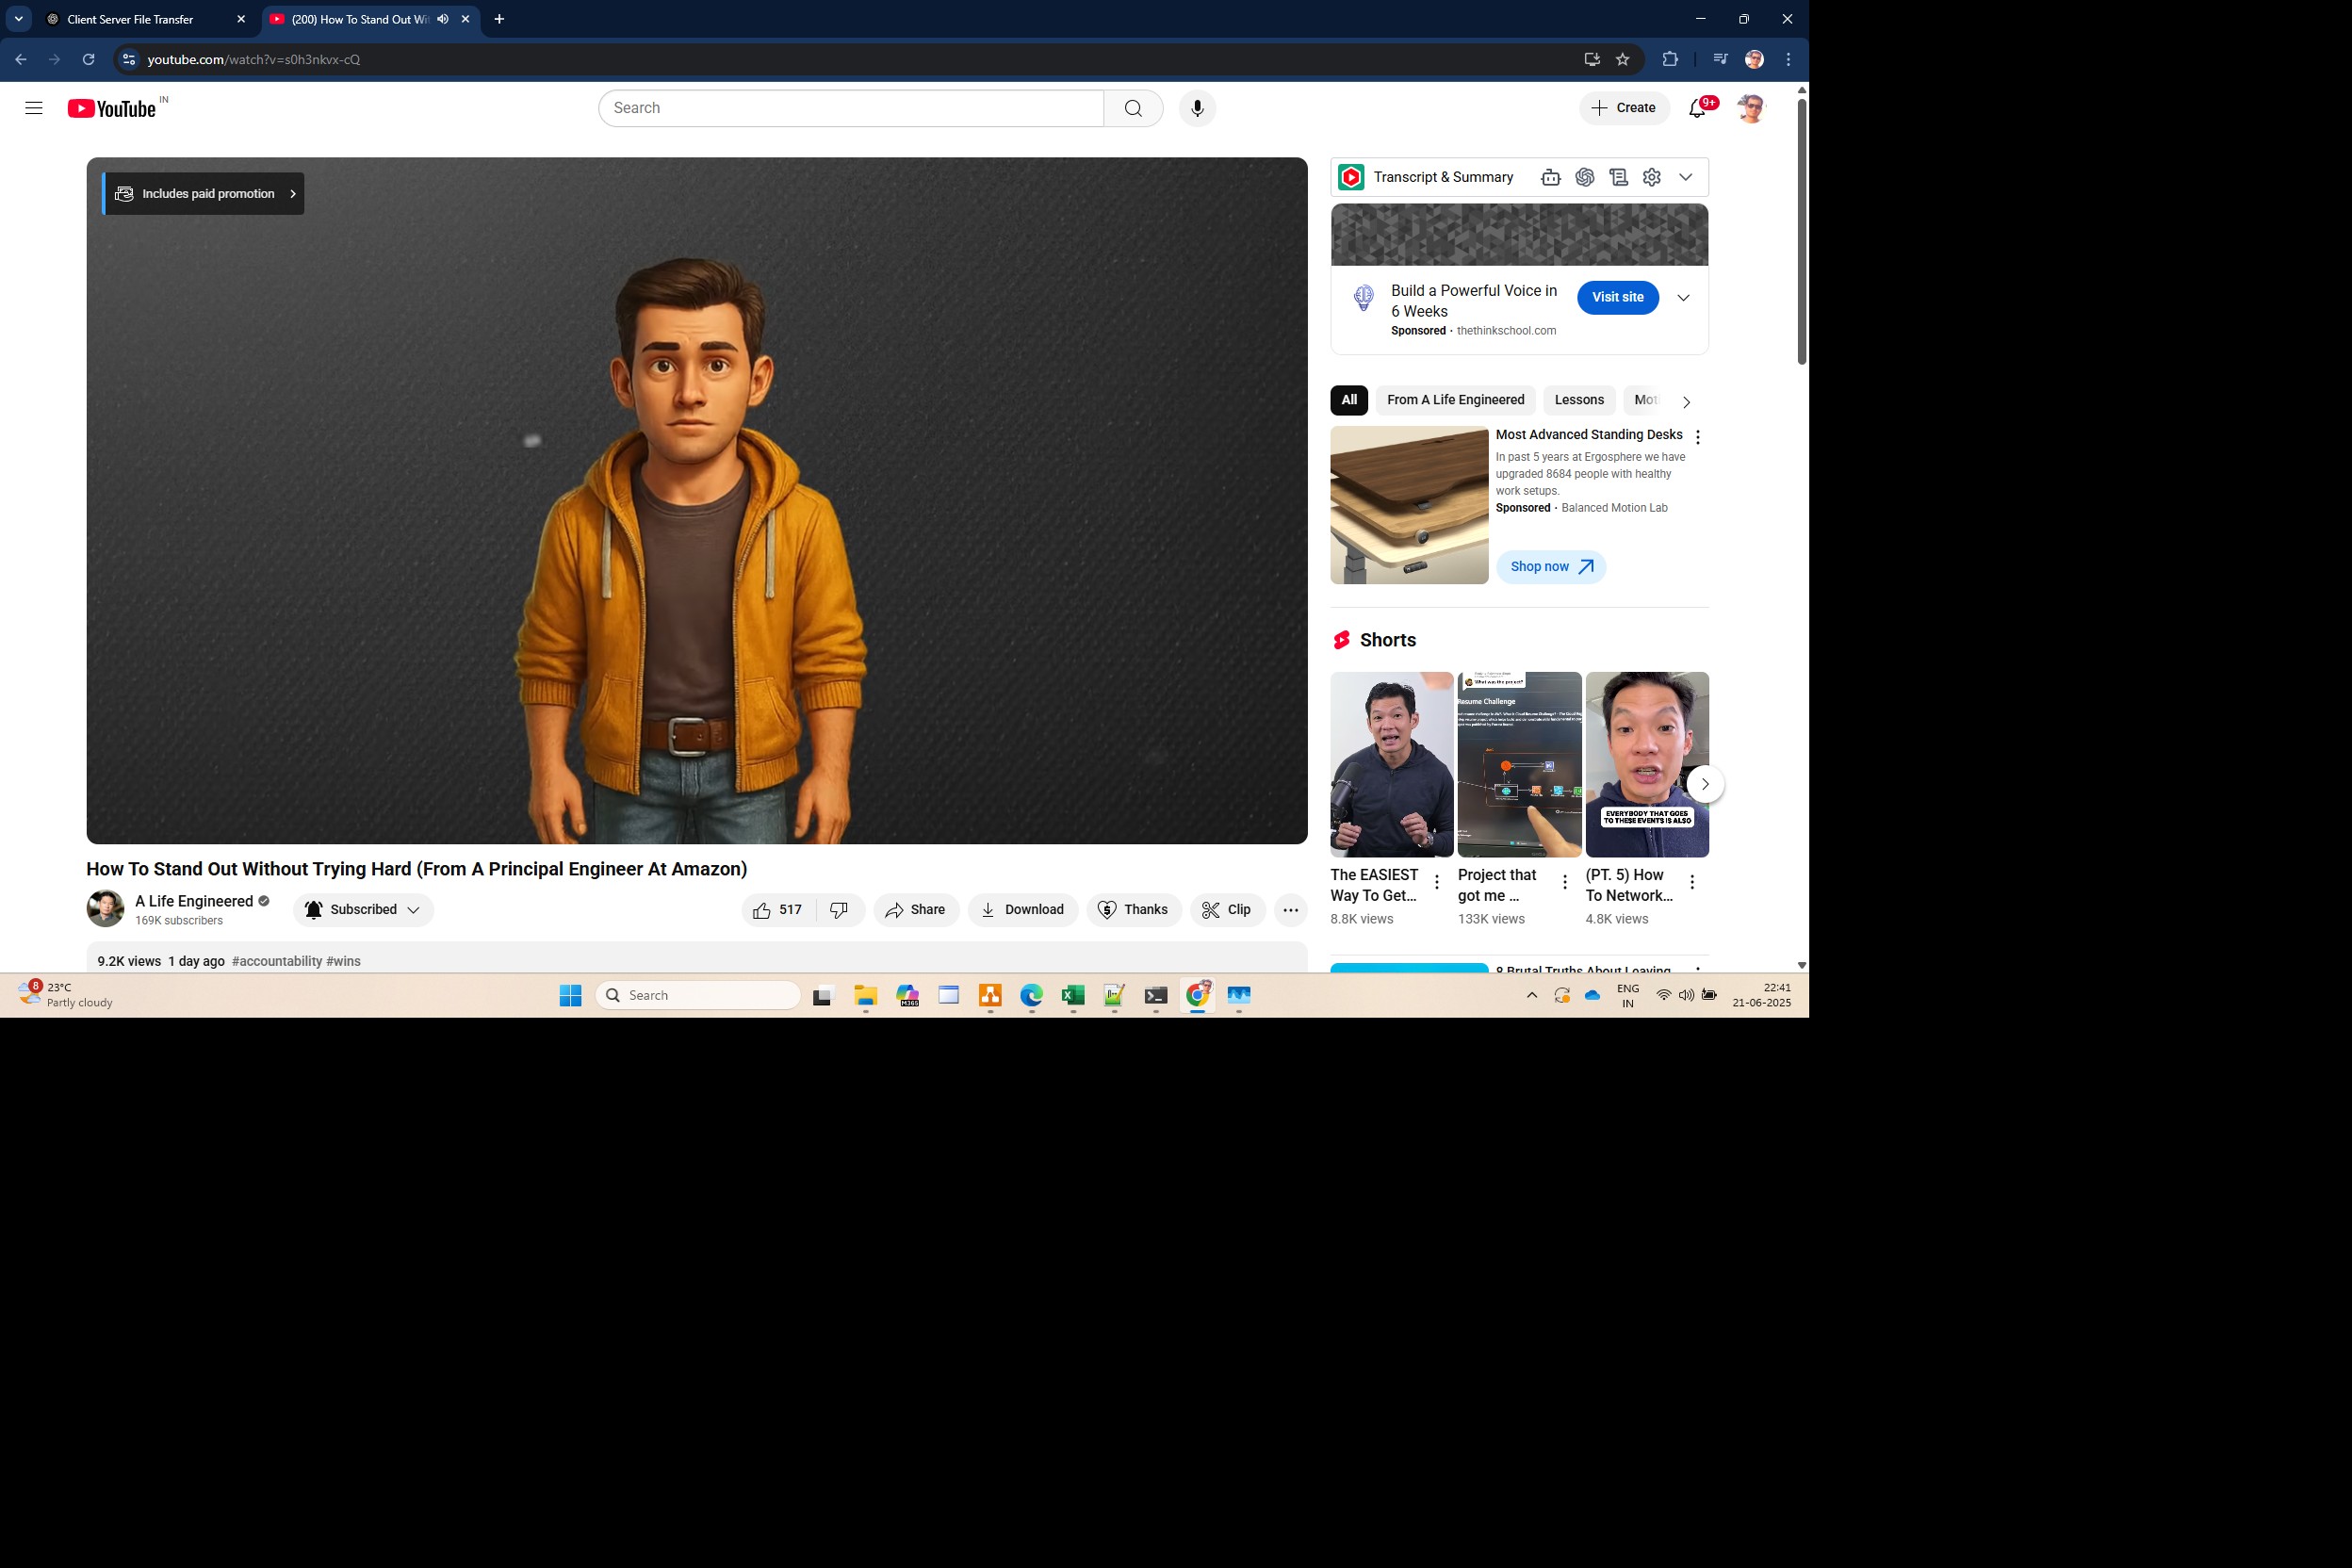 Client Server File Transfer
(200) How To Stand Out Wi
youtube.com/watch?v=s0h3nkvx-cQ
YouTube IN
Search
Create
9+
Includes paid promotion
Transcript & Summary
Build a Powerful Voice in
6 Weeks
Sponsored · thethinkschool.com
Visit site
All
From A Life Engineered
Lessons
Mot
Most Advanced Standing Desks
In past 5 years at Ergosphere we have
upgraded 8684 people with healthy
work setups.
Sponsored · Balanced Motion Lab
Shop now
Shorts
What was the project?
Resume Challenge
EVERYBODY THAT GOES
TO THESE EVENTS IS ALSO
The EASIEST
Way To Get...
8.8K views
Project that
got me ...
133K views
(PT. 5) How
To Network...
4.8K views
8 Brutal Truths About Leaving
How To Stand Out Without Trying Hard (From A Principal Engineer At Amazon)
A Life Engineered
169K subscribers
Subscribed
517
Share
Download
Thanks
Clip
9.2K views 1 day ago #accountability #wins
8
23°C
Partly cloudy
Search
M365
ENG
IN
22:41
21-06-2025